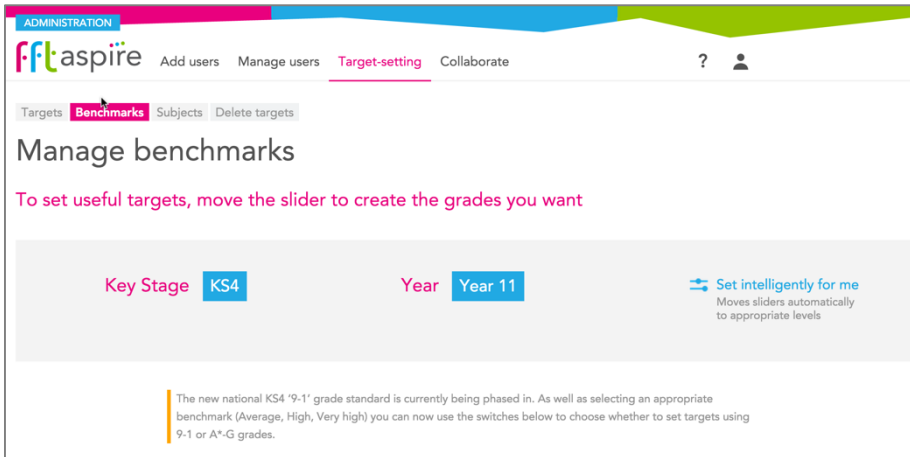 ADMINISTRATION
fft aspire Add users Manage users Target-setting Collaborate ?
Targets Benchmarks Subjects Delete targets
Manage benchmarks
To set useful targets, move the slider to create the grades you want
Key Stage KS4 Year Year 11 Set intelligently for me
Moves sliders automatically
to appropriate levels
The new national KS4 ‘9-1’ grade standard is currently being phased in. As well as selecting an appropriate
benchmark (Average, High, Very high) you can now use the switches below to choose whether to set targets using
9-1 or A*-G grades.